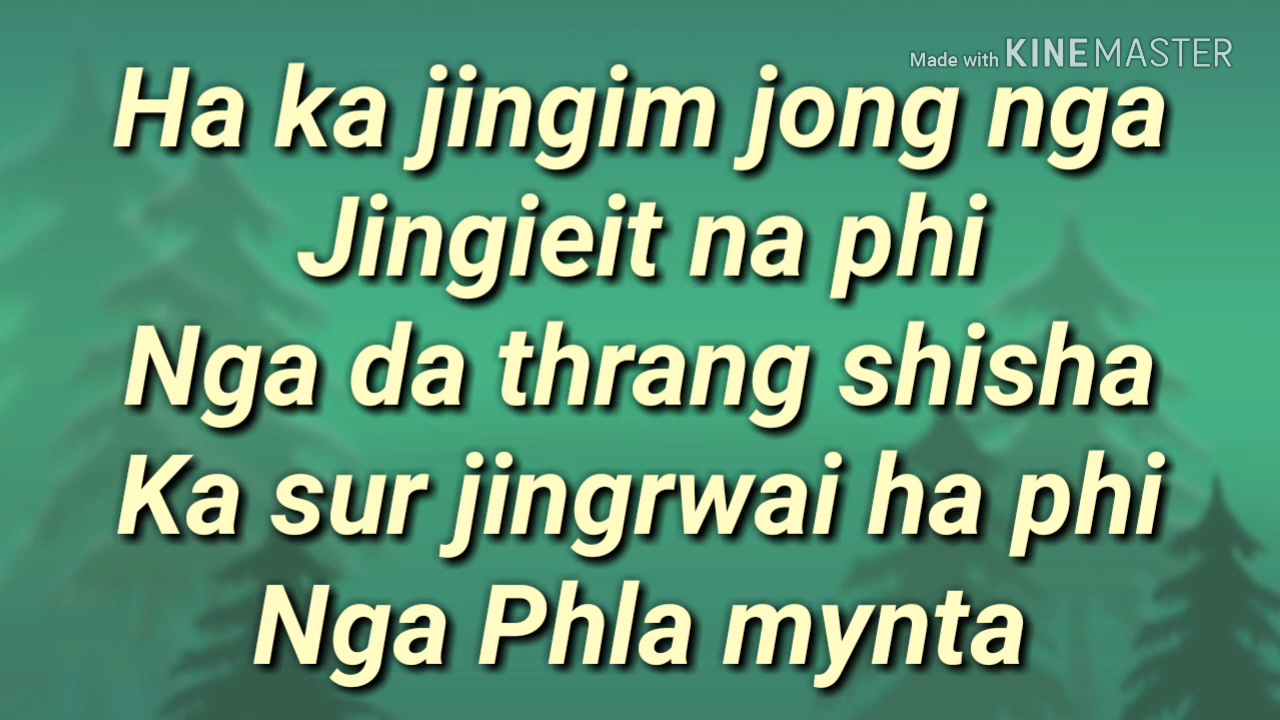 Made with KINEMASTER
Ha ka jingim jong nga
Jingieit na phi
Nga da thrang shisha
Ka sur jingrwai ha phi
Nga Phla mynta